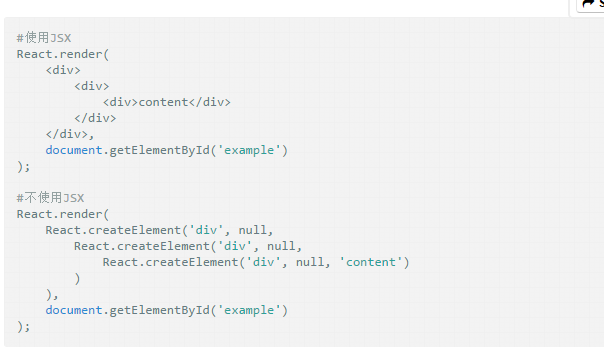 #使用JSX
React.render(
    <div>
        <div>
            <div>content</div>
        </div>
    </div>,
    document.getElementById('example')
);
#不使用JSX
React.render(
    React.createElement('div', null,
        React.createElement('div', null,
            React.createElement('div', null, 'content')
        )
    ),
    document.getElementById('example')
);